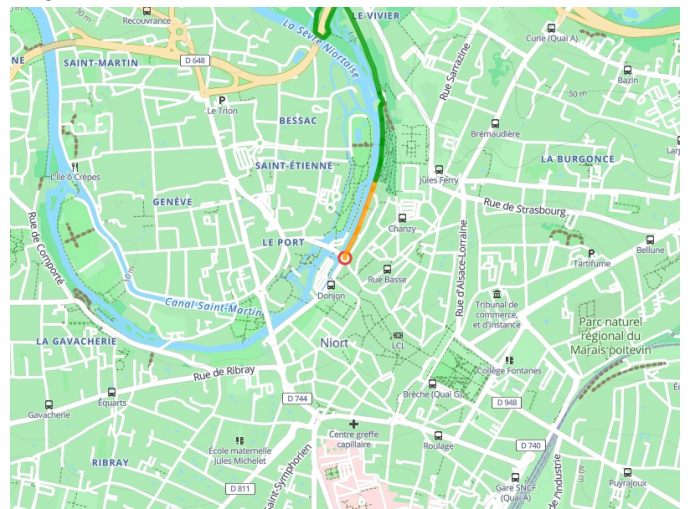 LE VIVIER
Recouvrance
30 m
La Sèvre Niortaise
Curie (Quai A)
SAINT-MARTIN
D 648
Rue Sarrazine
Bazin
P
Le Trion
50 m
BESSAC
Brémaudière
LA BURGONCE
SAINT-ÉTIENNE
L'Île ô Crêpes
Jules Ferry
GENÈVE
Rue de Strasbourg
Rue de Comporté
Chanzy
LE PORT
Rue d'Alsace-Lorraine
Bellune
P
Tartifume
10 m
Rue Basse
Canal Saint-Martin
Donjon
Tribunal de
commerce
et d'instance
Parc naturel
régional du
Marais poitevin
LA GAVACHERIE
Niort
LCL
Rue de Ribray
Collège Fontanes
Équarts
Brèche (Quai G)
D 744
D 948
Gavacherie
Centre greffe
capillaire
Roulage
D 740
École maternelle
Jules Michelet
RIBRAY
Saint-Symphorien
D 811
Gare SNCF
(Quai A)
de l'Industrie
40 m
Puyrajoux